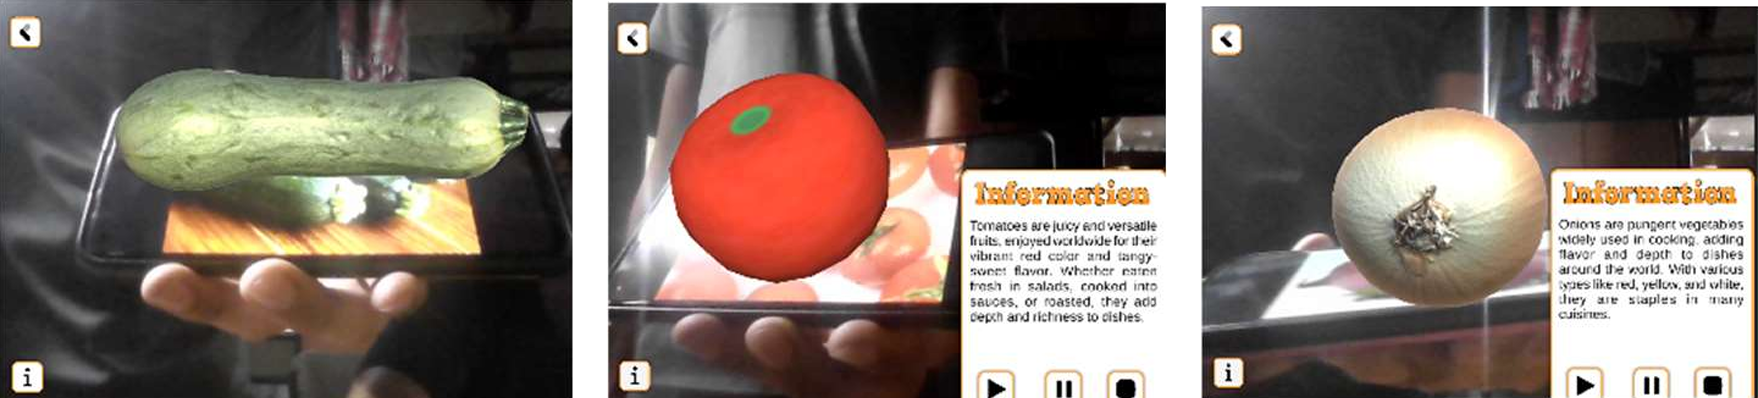 i
i
Information
Tomatoes are juicy and versatile
fruits, enjoyed worldwide for their
vibrant red color and tangy-
sweet flavor. Whether eaten
fresh in salads, cooked into
sauces, or roasted, they add
depth and richness to dishes.
i
Information
Onions are pungent vegetables
widely used in cooking, adding
flavor and depth to dishes
around the world. With various
types like red, yellow, and white,
they are staples in many
cuisines.